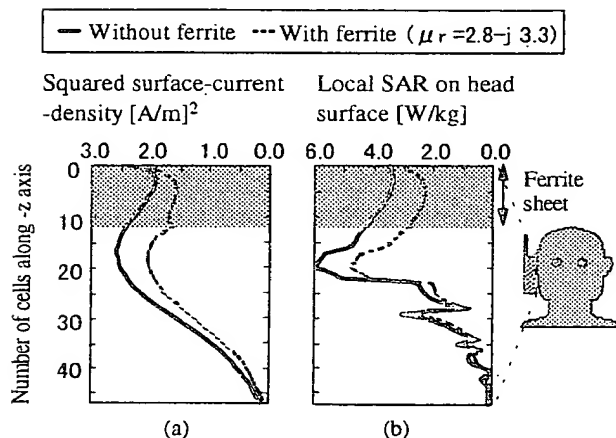 Without ferrite With ferrite ( μr =2.8-j 3.3)
Squared surface-current
-density [A/m]²
Local SAR on head
surface [W/kg]
3.0 2.0 1.0 0.0
6.0 4.0 2.0 0.0
0
10
20
30
40
Number of cells along -z axis
Ferrite
sheet
(a)
(b)